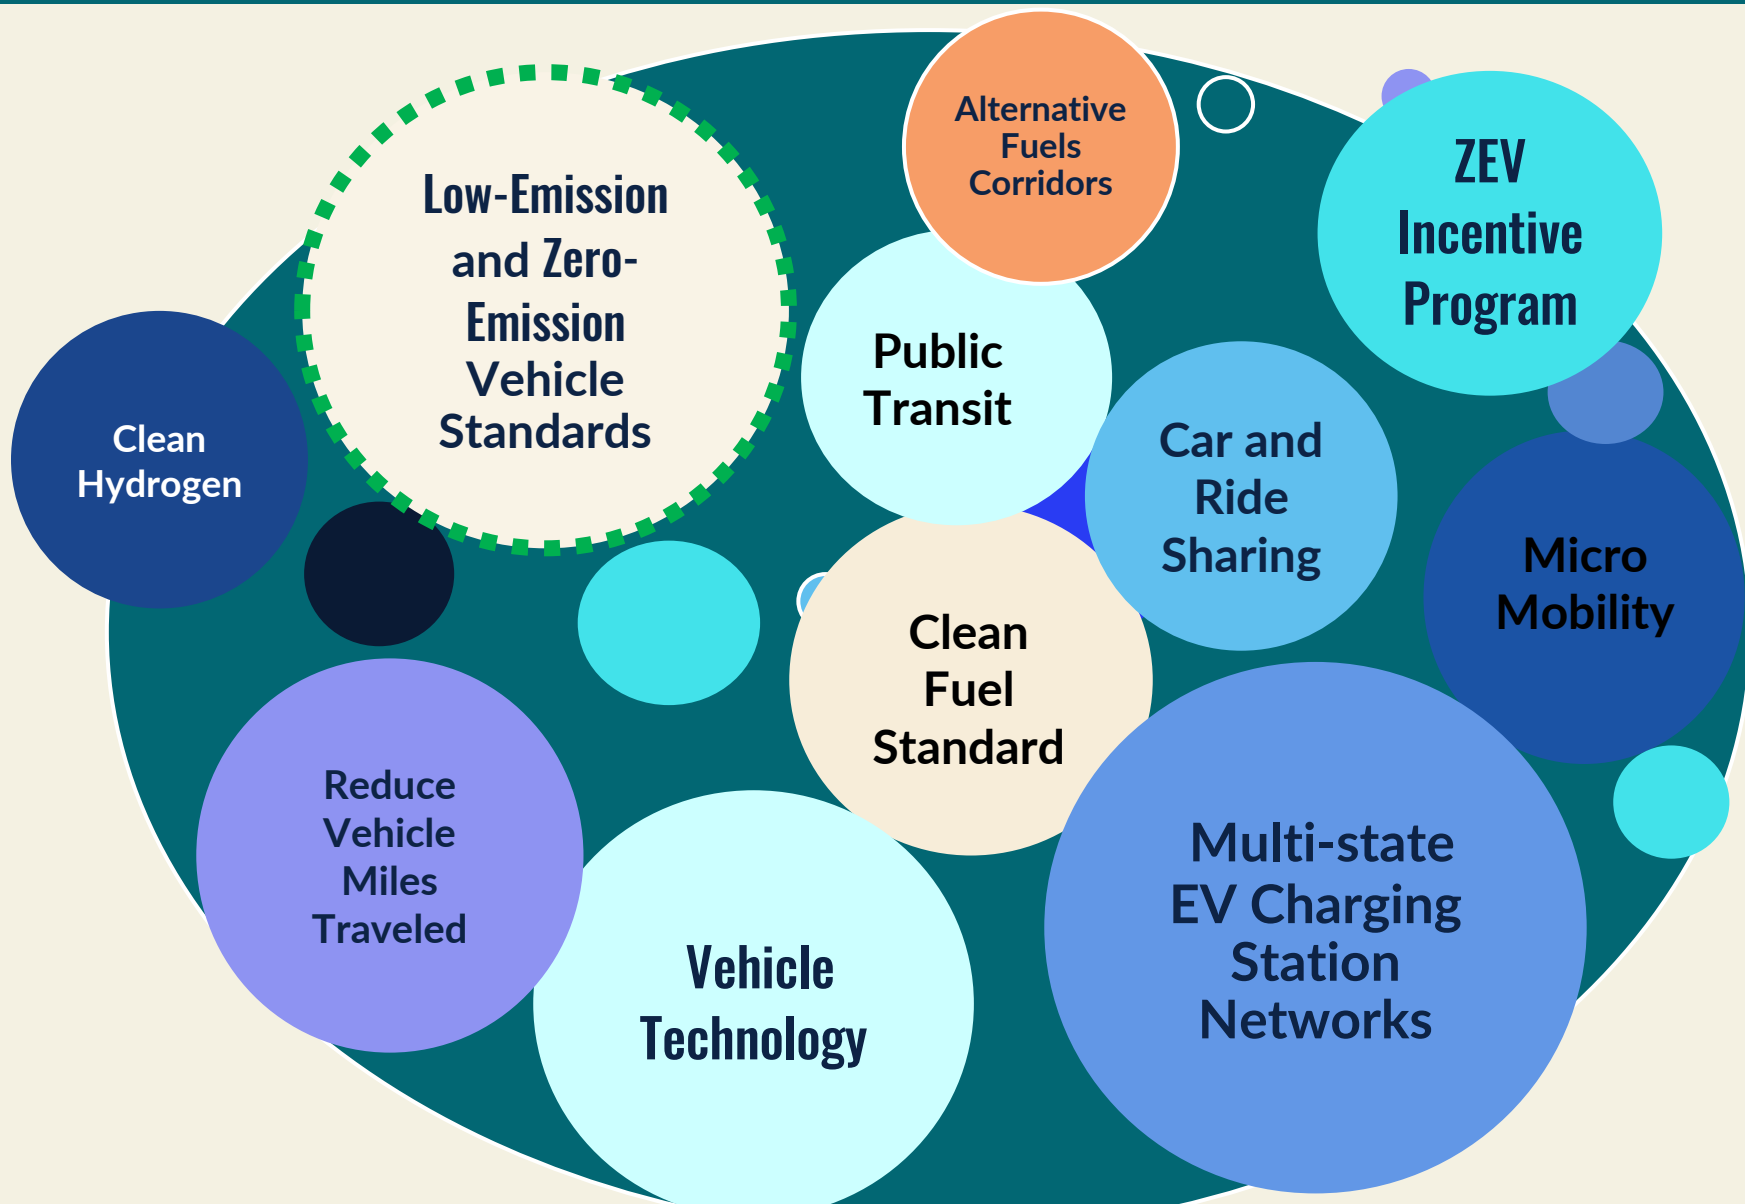 Alternative
Fuels
Corridors
Low-Emission
and Zero-
Emission
Vehicle
Standards
ZEV
Incentive
Program
Public
Transit
Clean
Hydrogen
Car and
Ride
Sharing
Micro
Mobility
Clean
Fuel
Standard
Reduce
Vehicle
Miles
Traveled
Multi-state
EV Charging
Station
Networks
Vehicle
Technology